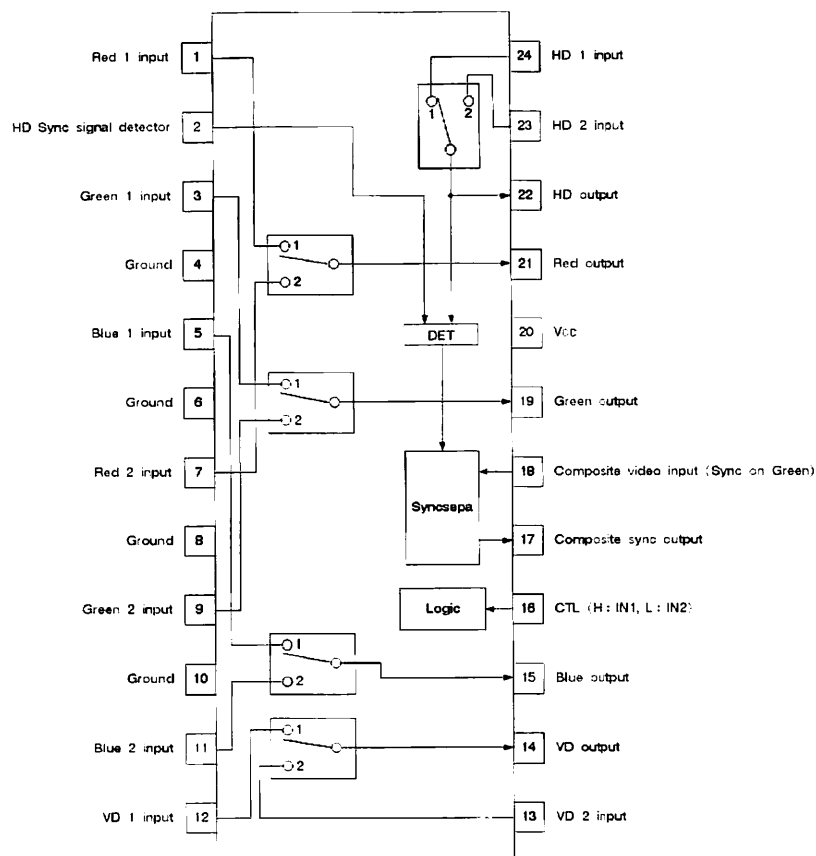 Red 1 input 1
HD Sync signal detector 2
Green 1 input 3
Ground 4
Blue 1 input 5
Ground 6
Red 2 input 7
Ground 8
Green 2 input 9
Ground 10
Blue 2 input 11
VD 1 input 12
1 2
1
2
DET
1
2
Syncsepa
Logic
1
2
1
2
24 HD 1 input
23 HD 2 input
22 HD output
21 Red output
20 Vcc
19 Green output
18 Composite video input (Sync on Green)
17 Composite sync output
16 CTL (H : IN1, L : IN2)
15 Blue output
14 VD output
13 VD 2 input